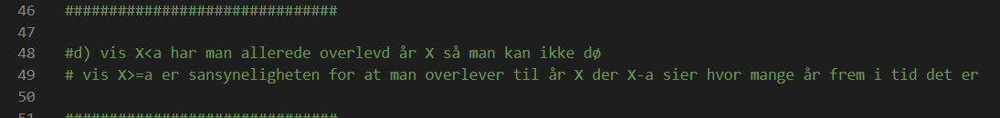 46 ###############################
47
48 #d) vis X<a har man allerede overlevd år X så man kan ikke dø
49 # vis X>=a er sansyneligheten for at man overlever til år X der X-a sier hvor mange år frem i tid det er
50
51 ###############################